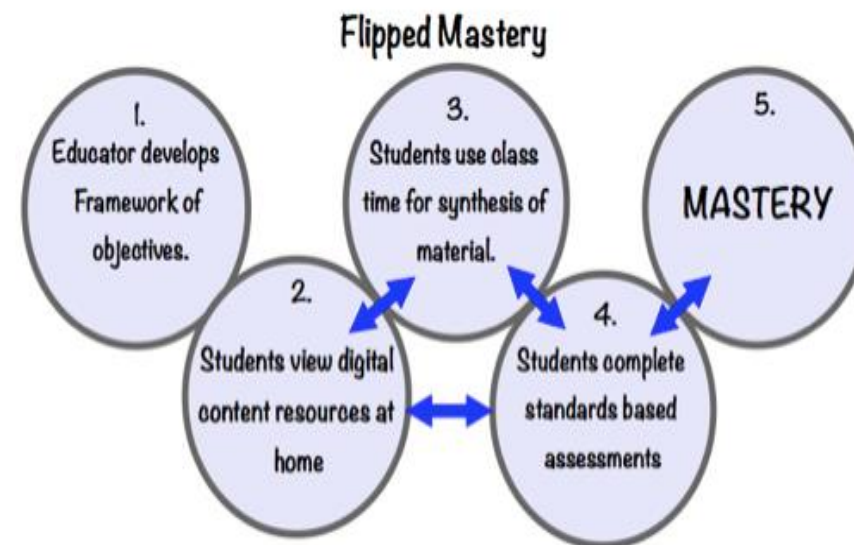 Flipped Mastery
1.
Educator develops
Framework of
objectives.
2.
Students view digital
content resources at
home
3.
Students use class
time for synthesis of
material.
4.
Students complete
standards based
assessments
5.
MASTERY